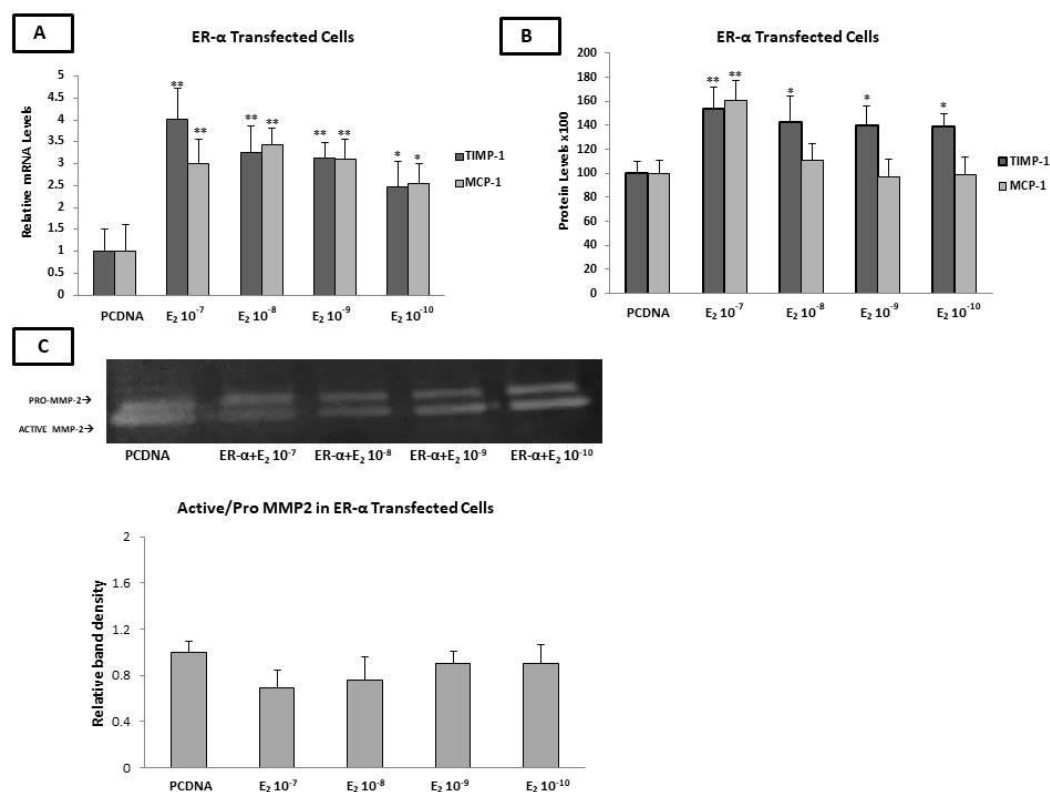 A
ER-α Transfected Cells
Relative mRNA Levels
5
4.5
4
3.5
3
2.5
2
1.5
1
0.5
0
** ** ** ** ** ** * *
TIMP-1
MCP-1
PCDNA E₂ 10⁻⁷ E₂ 10⁻⁸ E₂ 10⁻⁹ E₂ 10⁻¹⁰
B
ER-α Transfected Cells
Protein Levels x100
200
180
160
140
120
100
80
60
40
20
0
** ** * * *
TIMP-1
MCP-1
PCDNA E₂ 10⁻⁷ E₂ 10⁻⁸ E₂ 10⁻⁹ E₂ 10⁻¹⁰
C
PRO-MMP-2→
ACTIVE MMP-2→
PCDNA ER-α+E₂ 10⁻⁷ ER-α+E₂ 10⁻⁸ ER-α+E₂ 10⁻⁹ ER-α+E₂ 10⁻¹⁰
Active/Pro MMP2 in ER-α Transfected Cells
Relative band density
2
1.6
1.2
0.8
0.4
0
PCDNA E₂ 10⁻⁷ E₂ 10⁻⁸ E₂ 10⁻⁹ E₂ 10⁻¹⁰